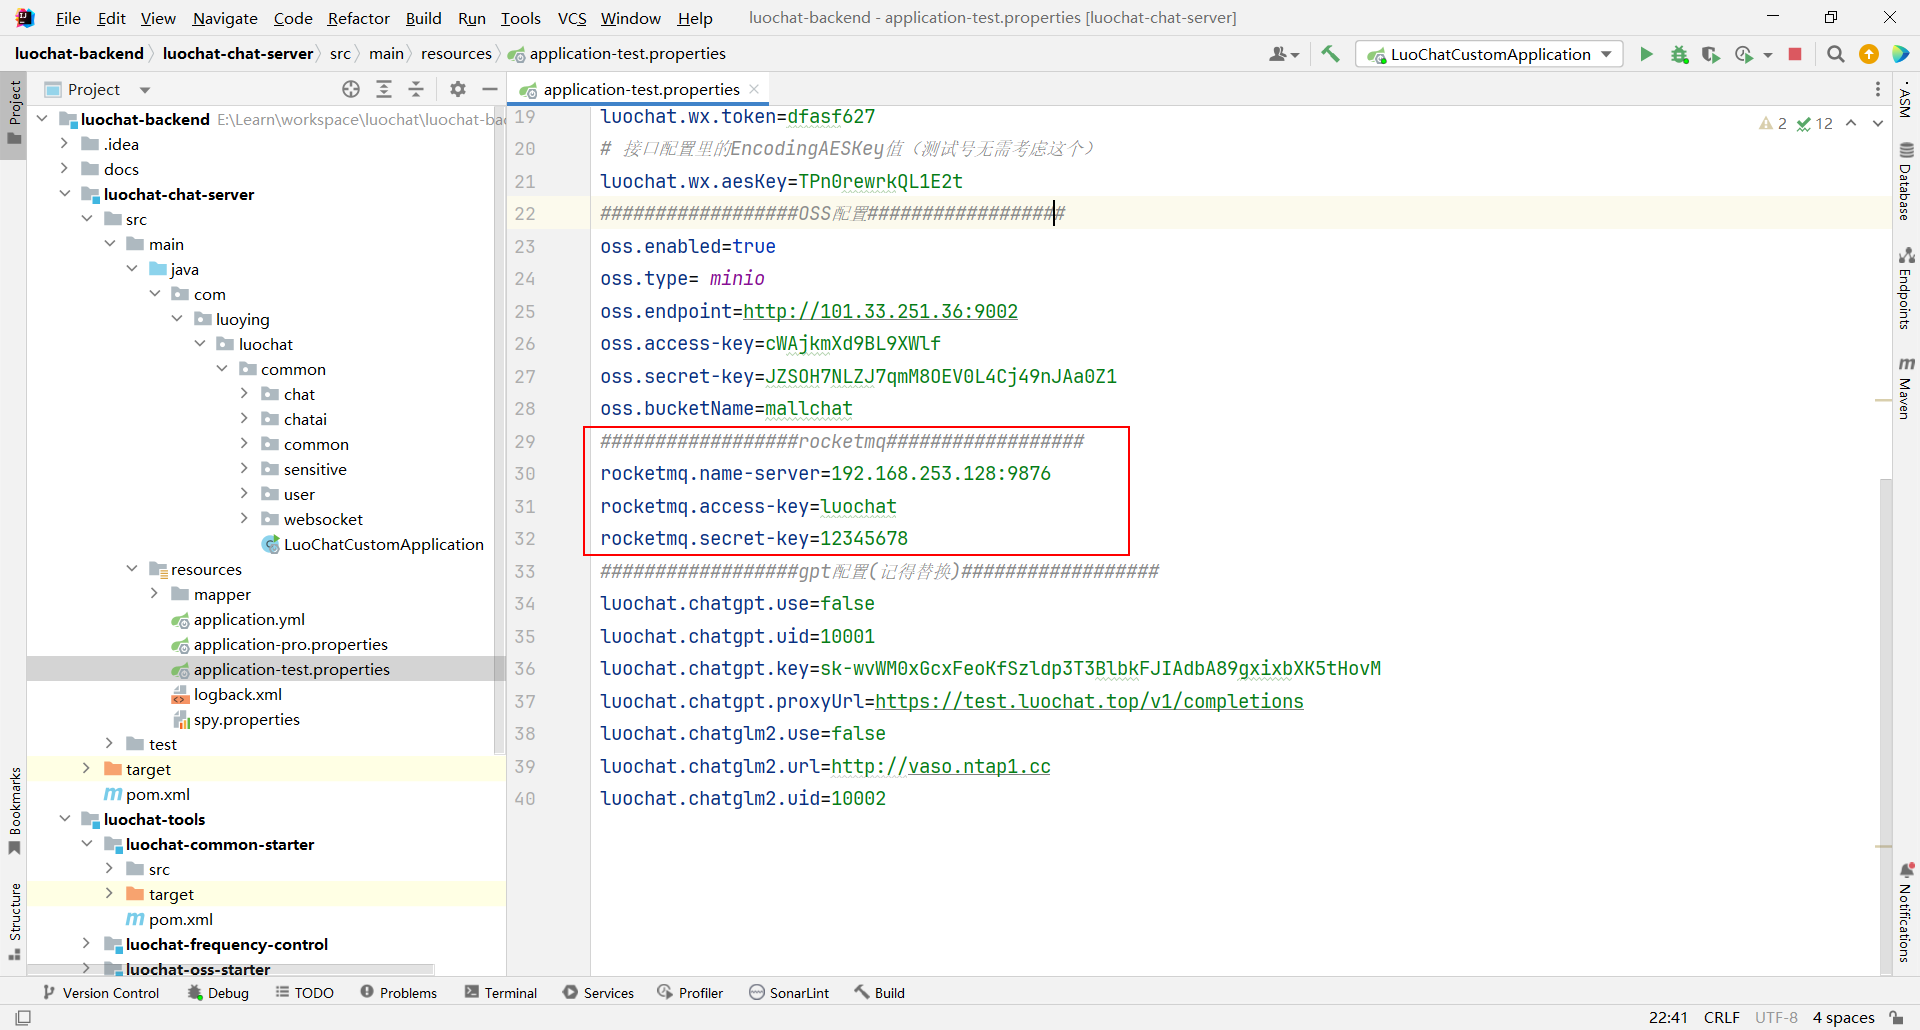 File Edit View Navigate Code Refactor Build Run Tools VCS Window Help luochat-backend - application-test.properties [luochat-chat-server]
luochat-backend luochat-chat-server src main resources application-test.properties LuoChatCustomApplication
Project
Project
application-test.properties
luochat-backend E:\Learn\workspace\luochat\luochat-ba
.idea
docs
luochat-chat-server
src
main
java
com
luoying
luochat
common
chat
chatai
common
sensitive
user
websocket
LuoChatCustomApplication
resources
mapper
application.yml
application-pro.properties
application-test.properties
logback.xml
spy.properties
test
target
pom.xml
luochat-tools
luochat-common-starter
src
target
pom.xml
luochat-frequency-control
luochat-oss-starter
Bookmarks
Structure
2 12
19 luochat.wx.token=dfasf627
20 # 接口配置里的EncodingAESKey值（测试号无需考虑这个）
21 luochat.wx.aesKey=TPn0rewrkQL1E2t
22 ##################OSS配置##################
23 oss.enabled=true
24 oss.type= minio
25 oss.endpoint=http://101.33.251.36:9002
26 oss.access-key=cWAjkmXd9BL9XWlf
27 oss.secret-key=JZSOH7NLZJ7qmM8OEV0L4Cj49nJAa0Z1
28 oss.bucketName=mallchat
29 ##################rocketmq##################
30 rocketmq.name-server=192.168.253.128:9876
31 rocketmq.access-key=luochat
32 rocketmq.secret-key=12345678
33 ##################gpt配置(记得替换)##################
34 luochat.chatgpt.use=false
35 luochat.chatgpt.uid=10001
36 luochat.chatgpt.key=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
37 luochat.chatgpt.proxyUrl=https://test.luochat.top/v1/completions
38 luochat.chatglm2.use=false
39 luochat.chatglm2.url=http://vaso.ntap1.cc
40 luochat.chatglm2.uid=10002
ASM
Database
Endpoints
Maven
Notifications
Version Control Debug TODO Problems Terminal Services Profiler SonarLint Build
22:41 CRLF UTF-8 4 spaces